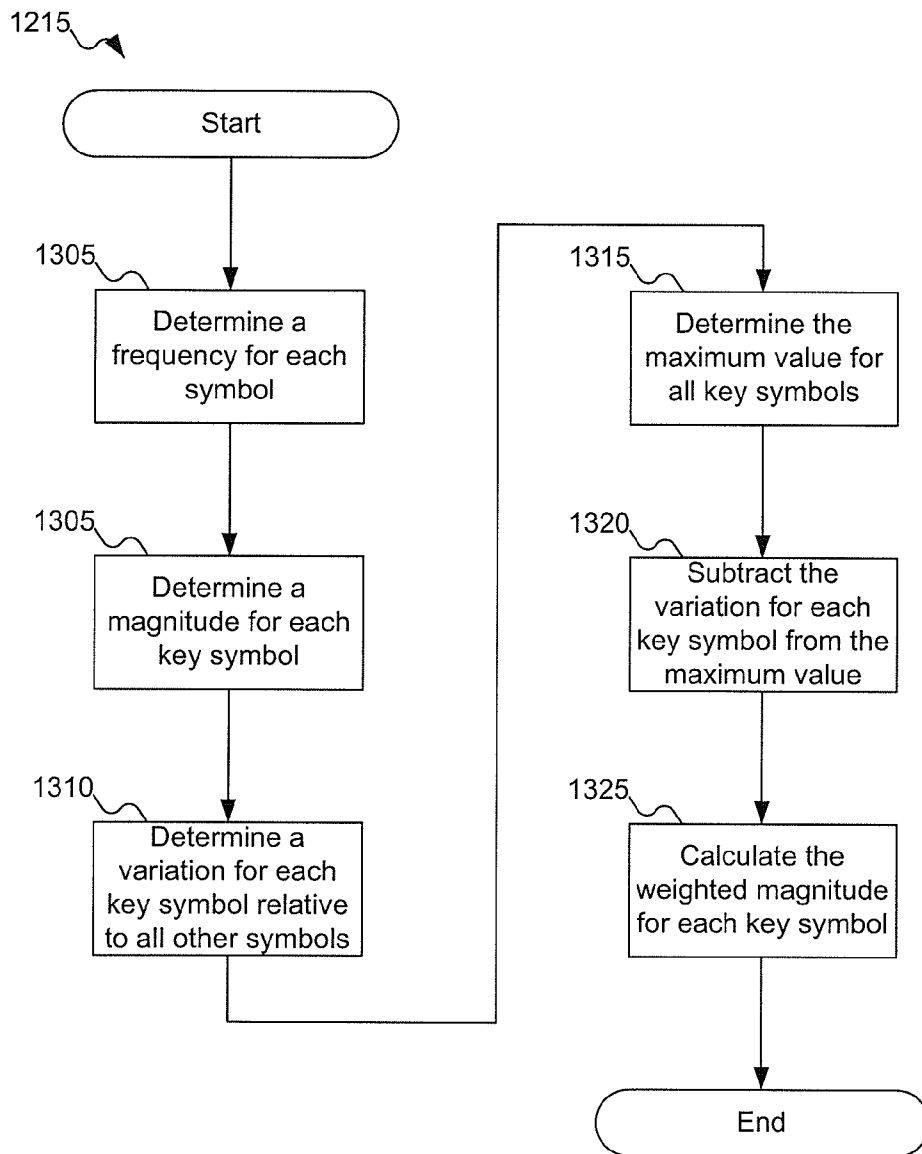 1215
Start
1305
Determine a
frequency for each
symbol
1305
Determine a
magnitude for each
key symbol
1310
Determine a
variation for each
key symbol relative
to all other symbols
1315
Determine the
maximum value for
all key symbols
1320
Subtract the
variation for each
key symbol from the
maximum value
1325
Calculate the
weighted magnitude
for each key symbol
End